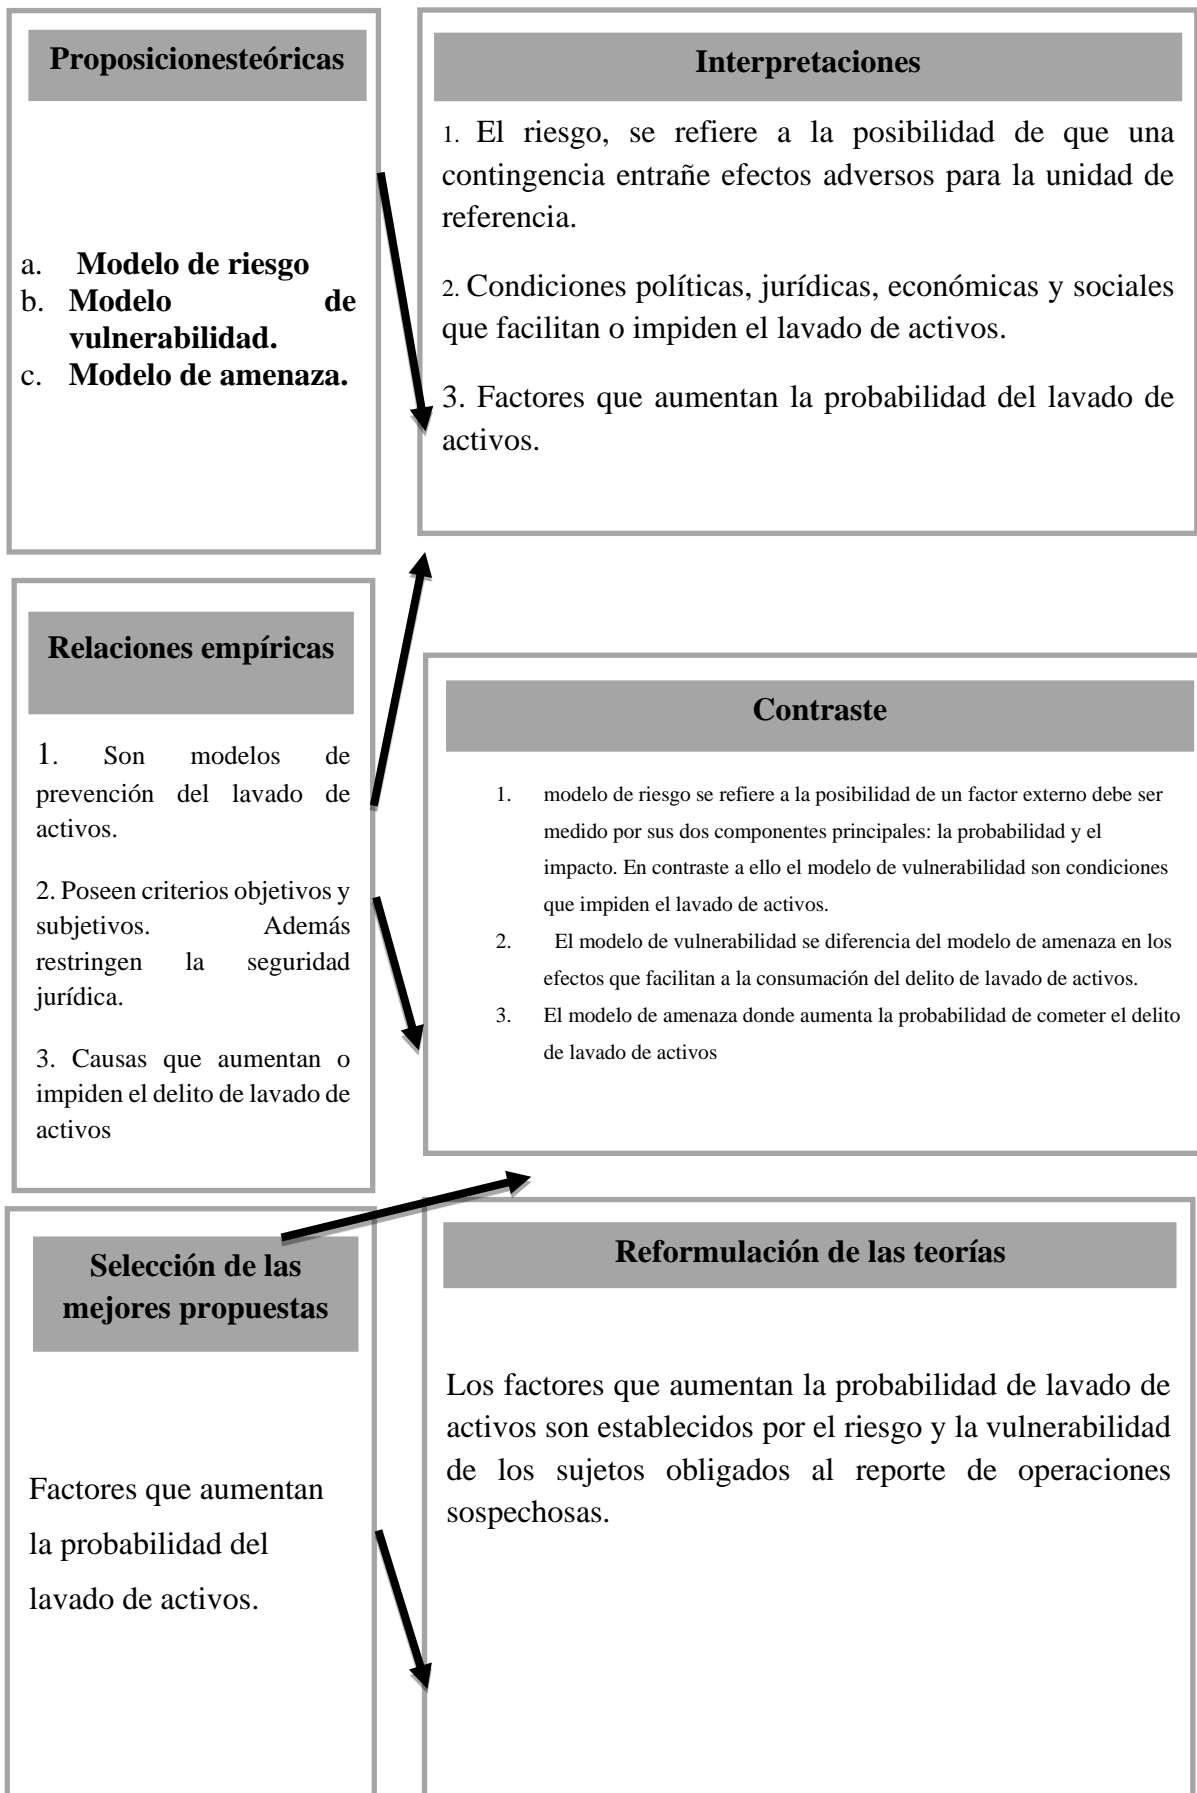 Proposicionesteóricas
a. Modelo de riesgo
b. Modelo de
vulnerabilidad.
c. Modelo de amenaza.
Interpretaciones
1. El riesgo, se refiere a la posibilidad de que una
contingencia entrañe efectos adversos para la unidad de
referencia.
2. Condiciones políticas, jurídicas, económicas y sociales
que facilitan o impiden el lavado de activos.
3. Factores que aumentan la probabilidad del lavado de
activos.
Relaciones empíricas
1. Son modelos de
prevención del lavado de
activos.
2. Poseen criterios objetivos y
subjetivos. Además
restringen la seguridad
jurídica.
3. Causas que aumentan o
impiden el delito de lavado de
activos
Contraste
1. modelo de riesgo se refiere a la posibilidad de un factor externo debe ser
medido por sus dos componentes principales: la probabilidad y el
impacto. En contraste a ello el modelo de vulnerabilidad son condiciones
que impiden el lavado de activos.
2. El modelo de vulnerabilidad se diferencia del modelo de amenaza en los
efectos que facilitan a la consumación del delito de lavado de activos.
3. El modelo de amenaza donde aumenta la probabilidad de cometer el delito
de lavado de activos
Selección de las
mejores propuestas
Factores que aumentan
la probabilidad del
lavado de activos.
Reformulación de las teorías
Los factores que aumentan la probabilidad de lavado de
activos son establecidos por el riesgo y la vulnerabilidad
de los sujetos obligados al reporte de operaciones
sospechosas.